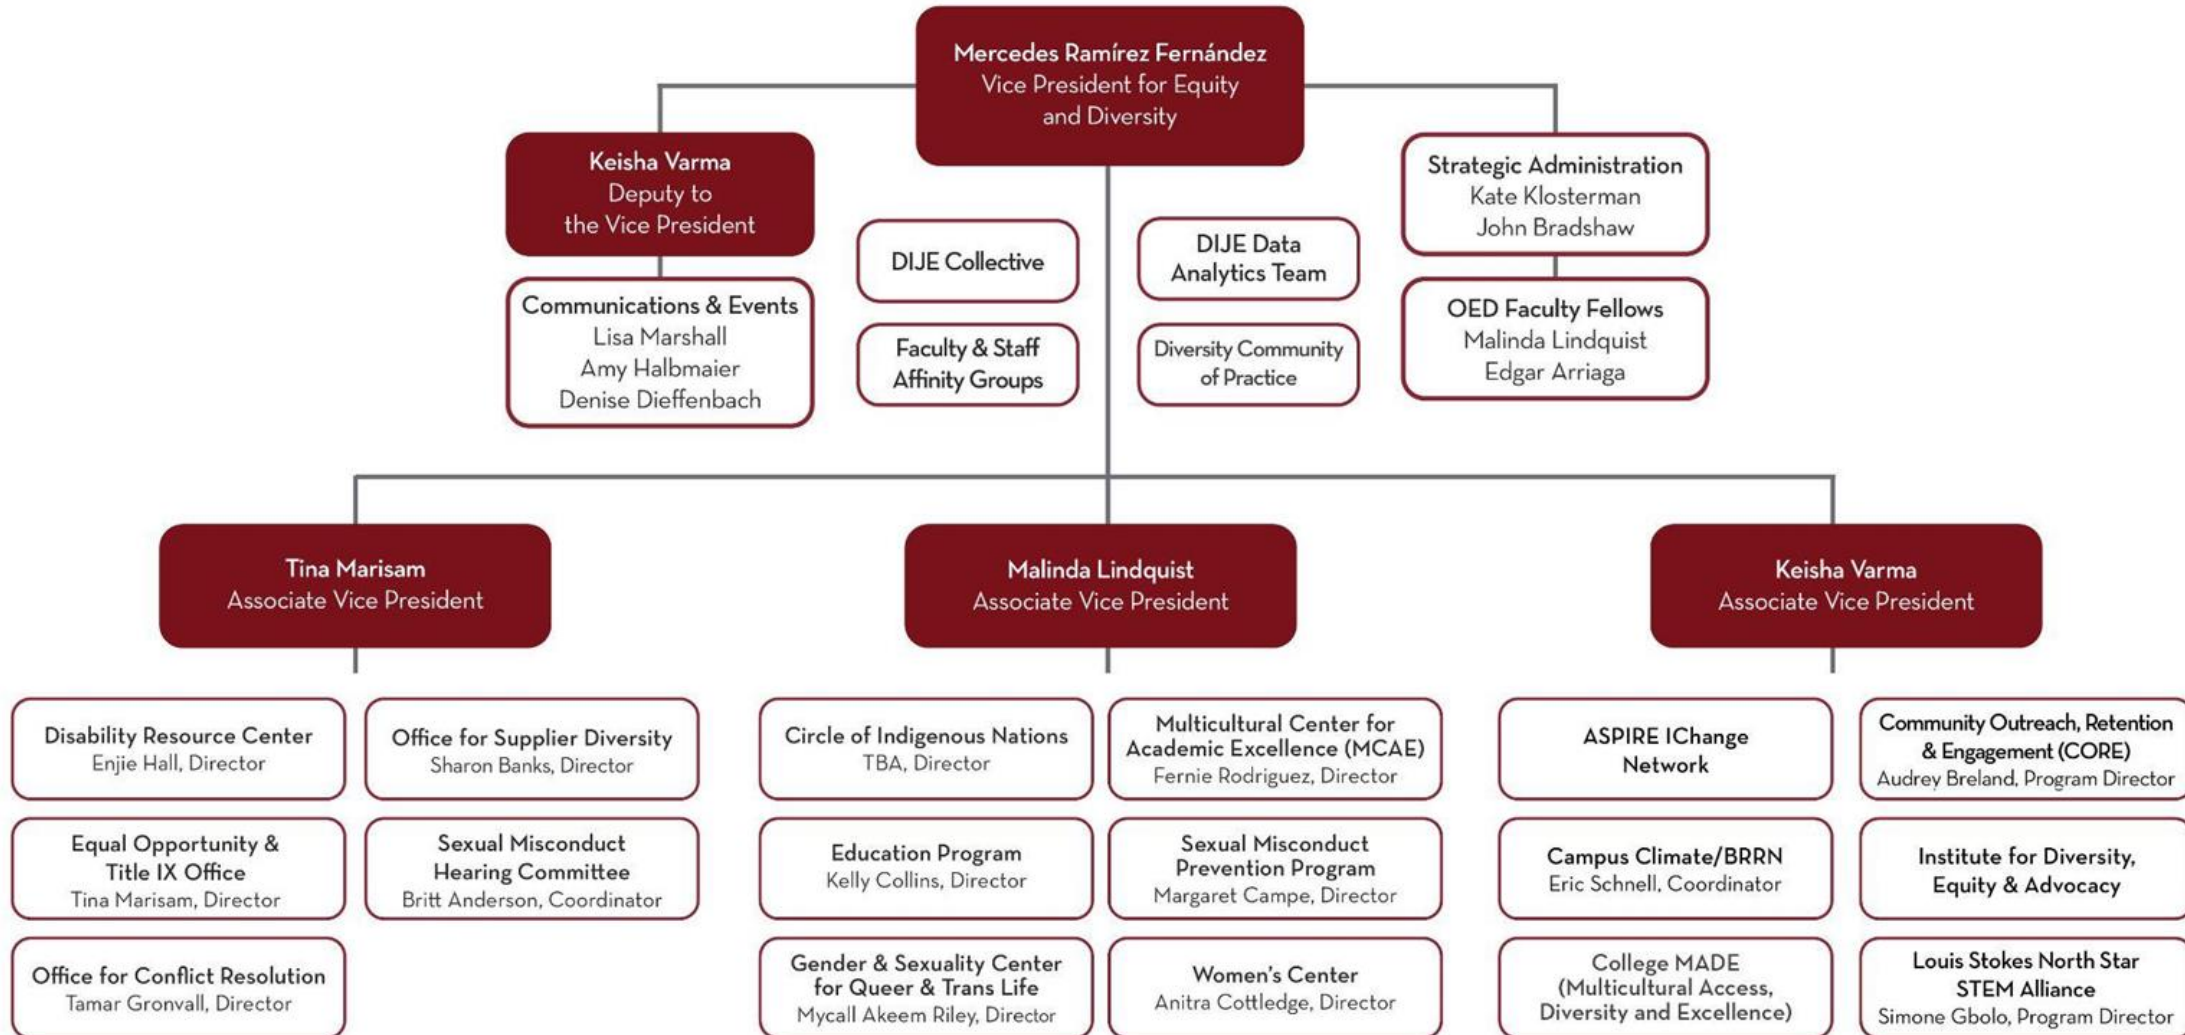 Mercedes Ramírez Fernández
Vice President for Equity
and Diversity
Keisha Varma
Deputy to
the Vice President
Communications & Events
Lisa Marshall
Amy Halbmaier
Denise Dieffenbach
DIJE Collective
Faculty & Staff
Affinity Groups
DIJE Data
Analytics Team
Diversity Community
of Practice
Strategic Administration
Kate Klosterman
John Bradshaw
OED Faculty Fellows
Malinda Lindquist
Edgar Arriaga
Tina Marisam
Associate Vice President
Disability Resource Center
Enjie Hall, Director
Office for Supplier Diversity
Sharon Banks, Director
Equal Opportunity &
Title IX Office
Tina Marisam, Director
Sexual Misconduct
Hearing Committee
Britt Anderson, Coordinator
Office for Conflict Resolution
Tamar Gronvall, Director
Malinda Lindquist
Associate Vice President
Circle of Indigenous Nations
TBA, Director
Multicultural Center for
Academic Excellence (MCAE)
Fernie Rodriguez, Director
Education Program
Kelly Collins, Director
Sexual Misconduct
Prevention Program
Margaret Campe, Director
Gender & Sexuality Center
for Queer & Trans Life
Mycall Akeem Riley, Director
Women's Center
Anitra Cottledge, Director
Keisha Varma
Associate Vice President
ASPIRE IChange
Network
Community Outreach, Retention
& Engagement (CORE)
Audrey Breland, Program Director
Campus Climate/BRRN
Eric Schnell, Coordinator
Institute for Diversity,
Equity & Advocacy
College MADE
(Multicultural Access,
Diversity and Excellence)
Louis Stokes North Star
STEM Alliance
Simone Gbolo, Program Director